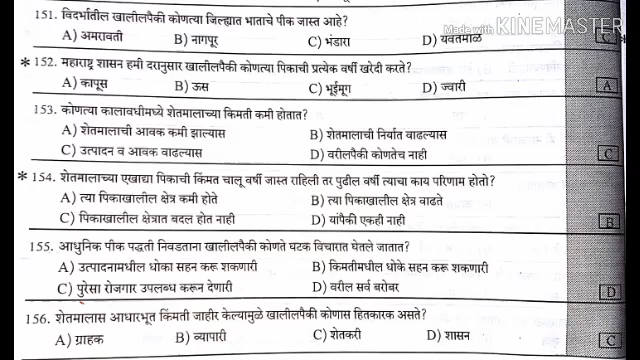 151. विदर्भातील खालीलपैकी कोणत्या जिल्ह्यात भाताचे पीक जास्त आहे?
Made with KINEMASTER
A) अमरावती B) नागपूर C) भंडारा D) यवतमाळ C
* 152. महाराष्ट्र शासन हमी दरानुसार खालीलपैकी कोणत्या पिकाची प्रत्येक वर्षी खरेदी करते?
A) कापूस B) ऊस C) भूईमूग D) ज्वारी A
153. कोणत्या कालावधीमध्ये शेतमालाच्या किमती कमी होतात?
A) शेतमालाची आवक कमी झाल्यास B) शेतमालाची निर्यात वाढल्यास
C) उत्पादन व आवक वाढल्यास D) वरीलपैकी कोणतेच नाही C
* 154. शेतमालाच्या एखाद्या पिकाची किंमत चालू वर्षी जास्त राहिली तर पुढील वर्षी त्याचा काय परिणाम होतो?
A) त्या पिकाखालील क्षेत्र कमी होते B) त्या पिकाखालील क्षेत्र वाढते
C) पिकाखालील क्षेत्रात बदल होत नाही D) यांपैकी एकही नाही B
155. आधुनिक पीक पद्धती निवडताना खालीलपैकी कोणते घटक विचारात घेतले जातात?
A) उत्पादनामधील धोका सहन करू शकणारी B) किमतीमधील धोके सहन करू शकणारी
C) पुरेसा रोजगार उपलब्ध करून देणारी D) वरील सर्व बरोबर D
156. शेतमालास आधारभूत किंमती जाहीर केल्यामुळे खालीलपैकी कोणास हितकारक असते?
A) ग्राहक B) व्यापारी C) शेतकरी D) शासन C